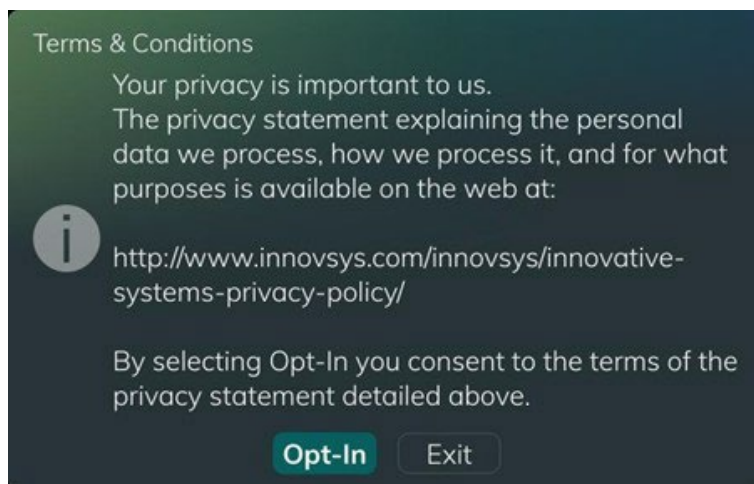 Terms & Conditions
Your privacy is important to us.
The privacy statement explaining the personal
data we process, how we process it, and for what
purposes is available on the web at:
http://www.innovsys.com/innovsys/innovative-
systems-privacy-policy/
By selecting Opt-In you consent to the terms of the
privacy statement detailed above.
Opt-In Exit